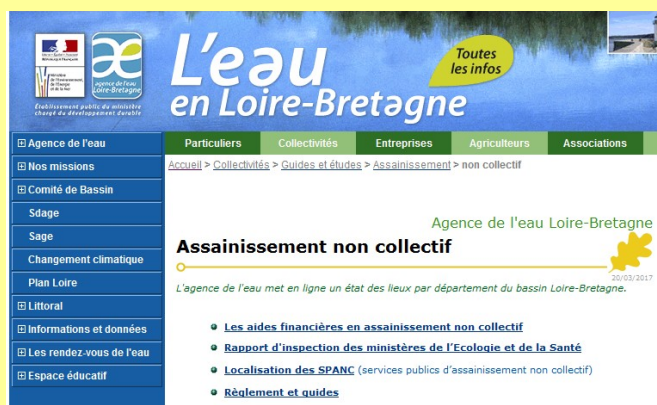 Toutes
les infos
L'eau
en Loire-Bretagne
agence de l'eau
Loire-Bretagne
Établissement public du ministère
chargé du développement durable
Particuliers Collectivités Entreprises Agriculteurs Associations
Accueil > Collectivités > Guides et études > Assainissement > non collectif
Agence de l'eau
Nos missions
Comité de Bassin
Sdage
Sage
Changement climatique
Plan Loire
Littoral
Informations et données
Les rendez-vous de l'eau
Espace éducatif
Agence de l'eau Loire-Bretagne
Assainissement non collectif
20/03/2017
L'agence de l'eau met en ligne un état des lieux par département du bassin Loire-Bretagne.
Les aides financières en assainissement non collectif
Rapport d'inspection des ministères de l'Ecologie et de la Santé
Localisation des SPANC (services publics d'assainissement non collectif)
Règlement et guides